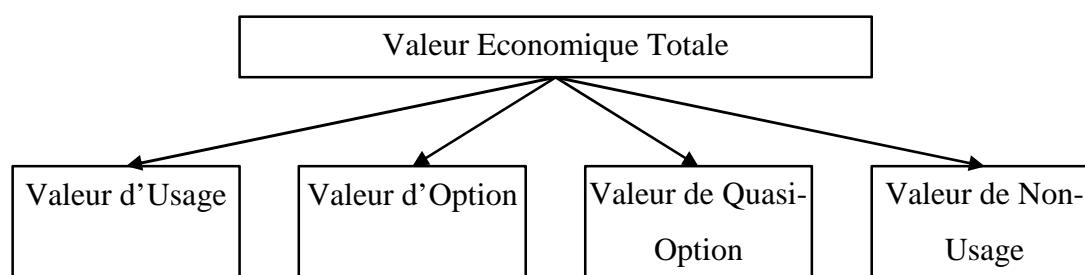 Valeur Economique Totale
Valeur d’Usage
Valeur d’Option
Valeur de Quasi-
Option
Valeur de Non-
Usage